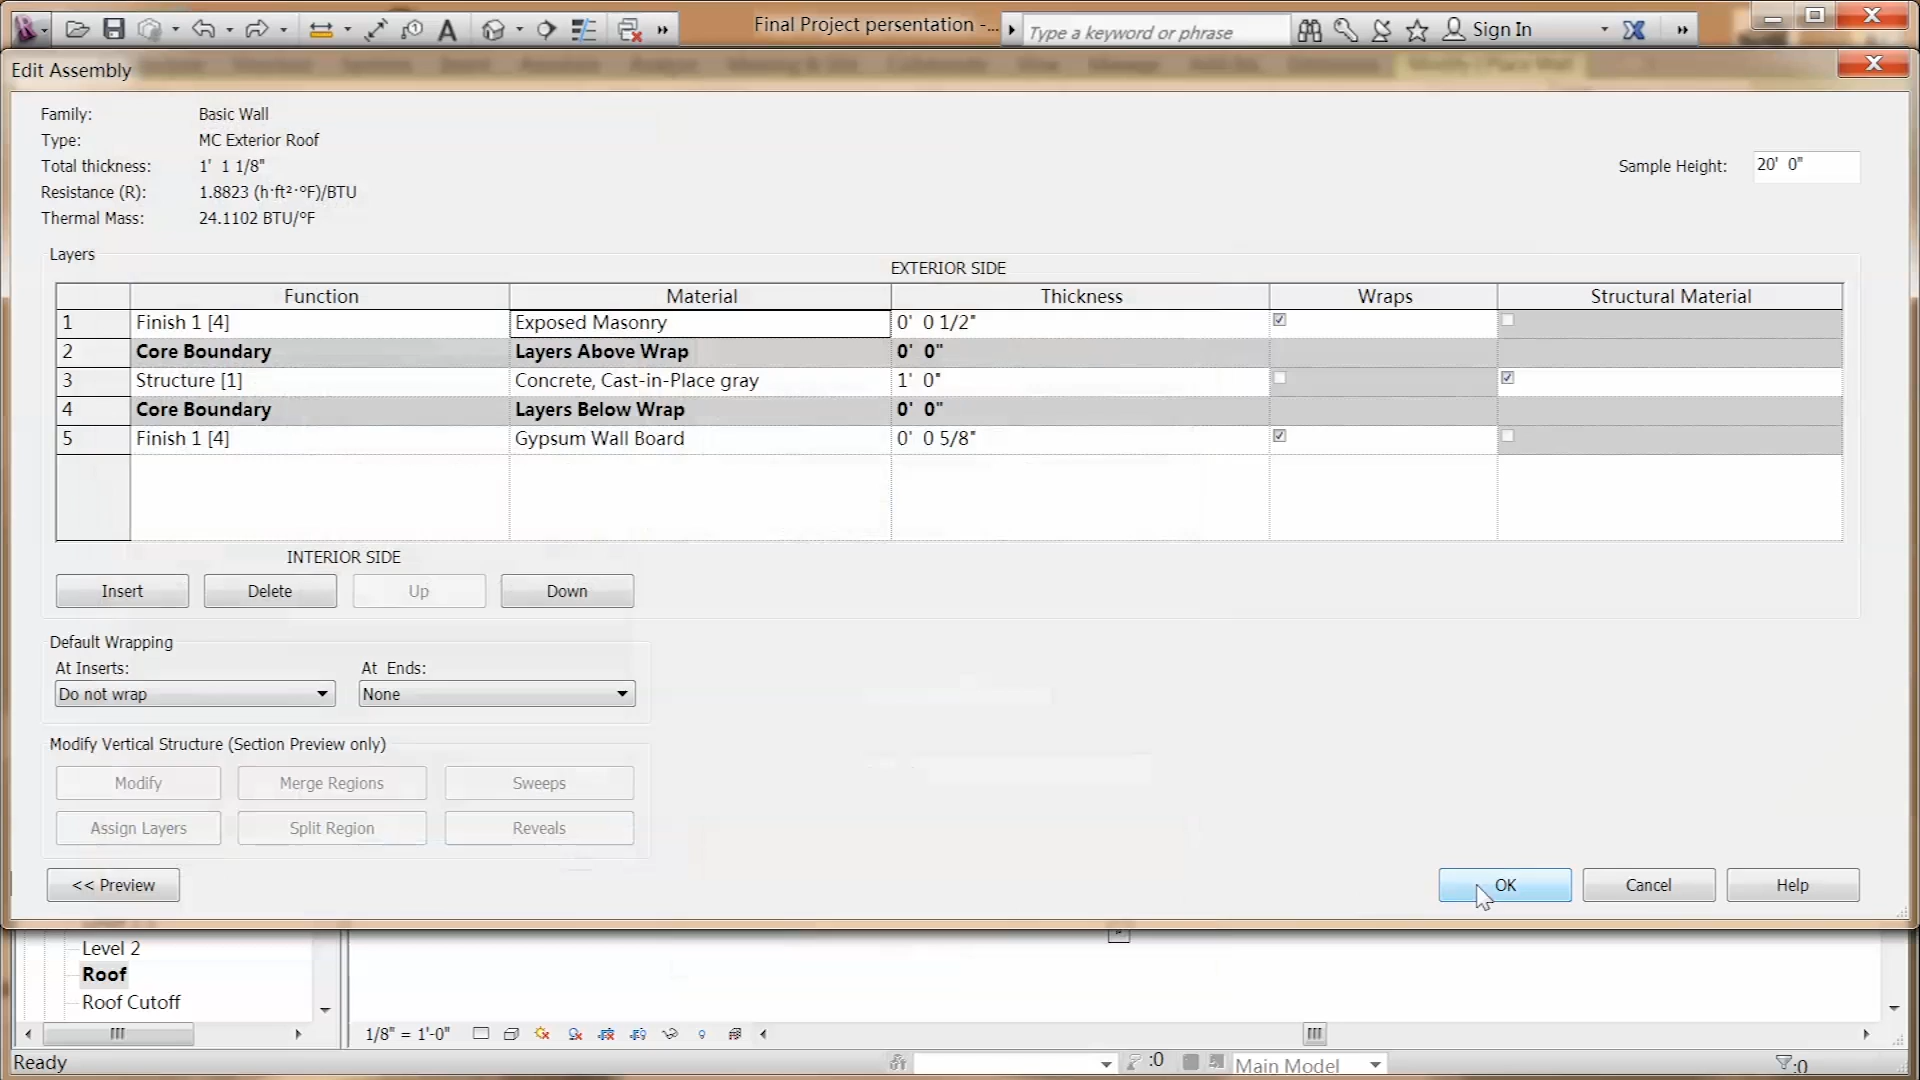 Final Project persentation -...
Type a keyword or phrase
Sign In
Edit Assembly
Family: Basic Wall
Type: MC Exterior Roof
Total thickness: 1' 1 1/8"
Resistance (R): 1.8823 (h·ft²·°F)/BTU
Thermal Mass: 24.1102 BTU/°F
Sample Height: 20' 0"
Layers
EXTERIOR SIDE
Function Material Thickness Wraps Structural Material
1 Finish 1 [4] Exposed Masonry 0' 0 1/2"
2 Core Boundary Layers Above Wrap 0' 0"
3 Structure [1] Concrete, Cast-in-Place gray 1' 0"
4 Core Boundary Layers Below Wrap 0' 0"
5 Finish 1 [4] Gypsum Wall Board 0' 0 5/8"
INTERIOR SIDE
Insert Delete Up Down
Default Wrapping
At Inserts: At Ends:
Do not wrap None
Modify Vertical Structure (Section Preview only)
Modify Merge Regions Sweeps
Assign Layers Split Region Reveals
<< Preview OK Cancel Help
Level 2
Roof
Roof Cutoff
1/8" = 1'-0"
Ready :0 Main Model :0